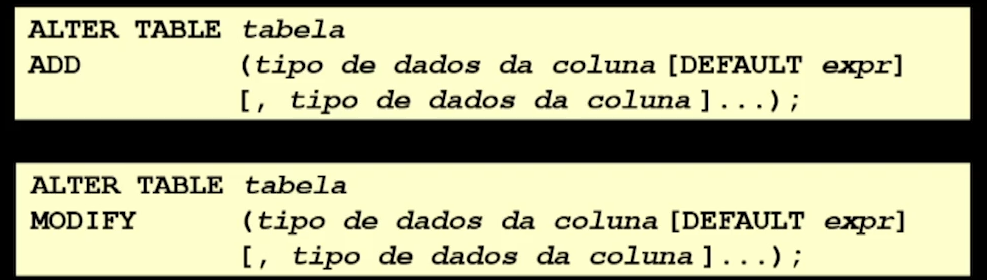 ALTER TABLE tabela
ADD (tipo de dados da coluna [DEFAULT expr]
[, tipo de dados da coluna]...);
ALTER TABLE tabela
MODIFY (tipo de dados da coluna [DEFAULT expr]
[, tipo de dados da coluna]...);